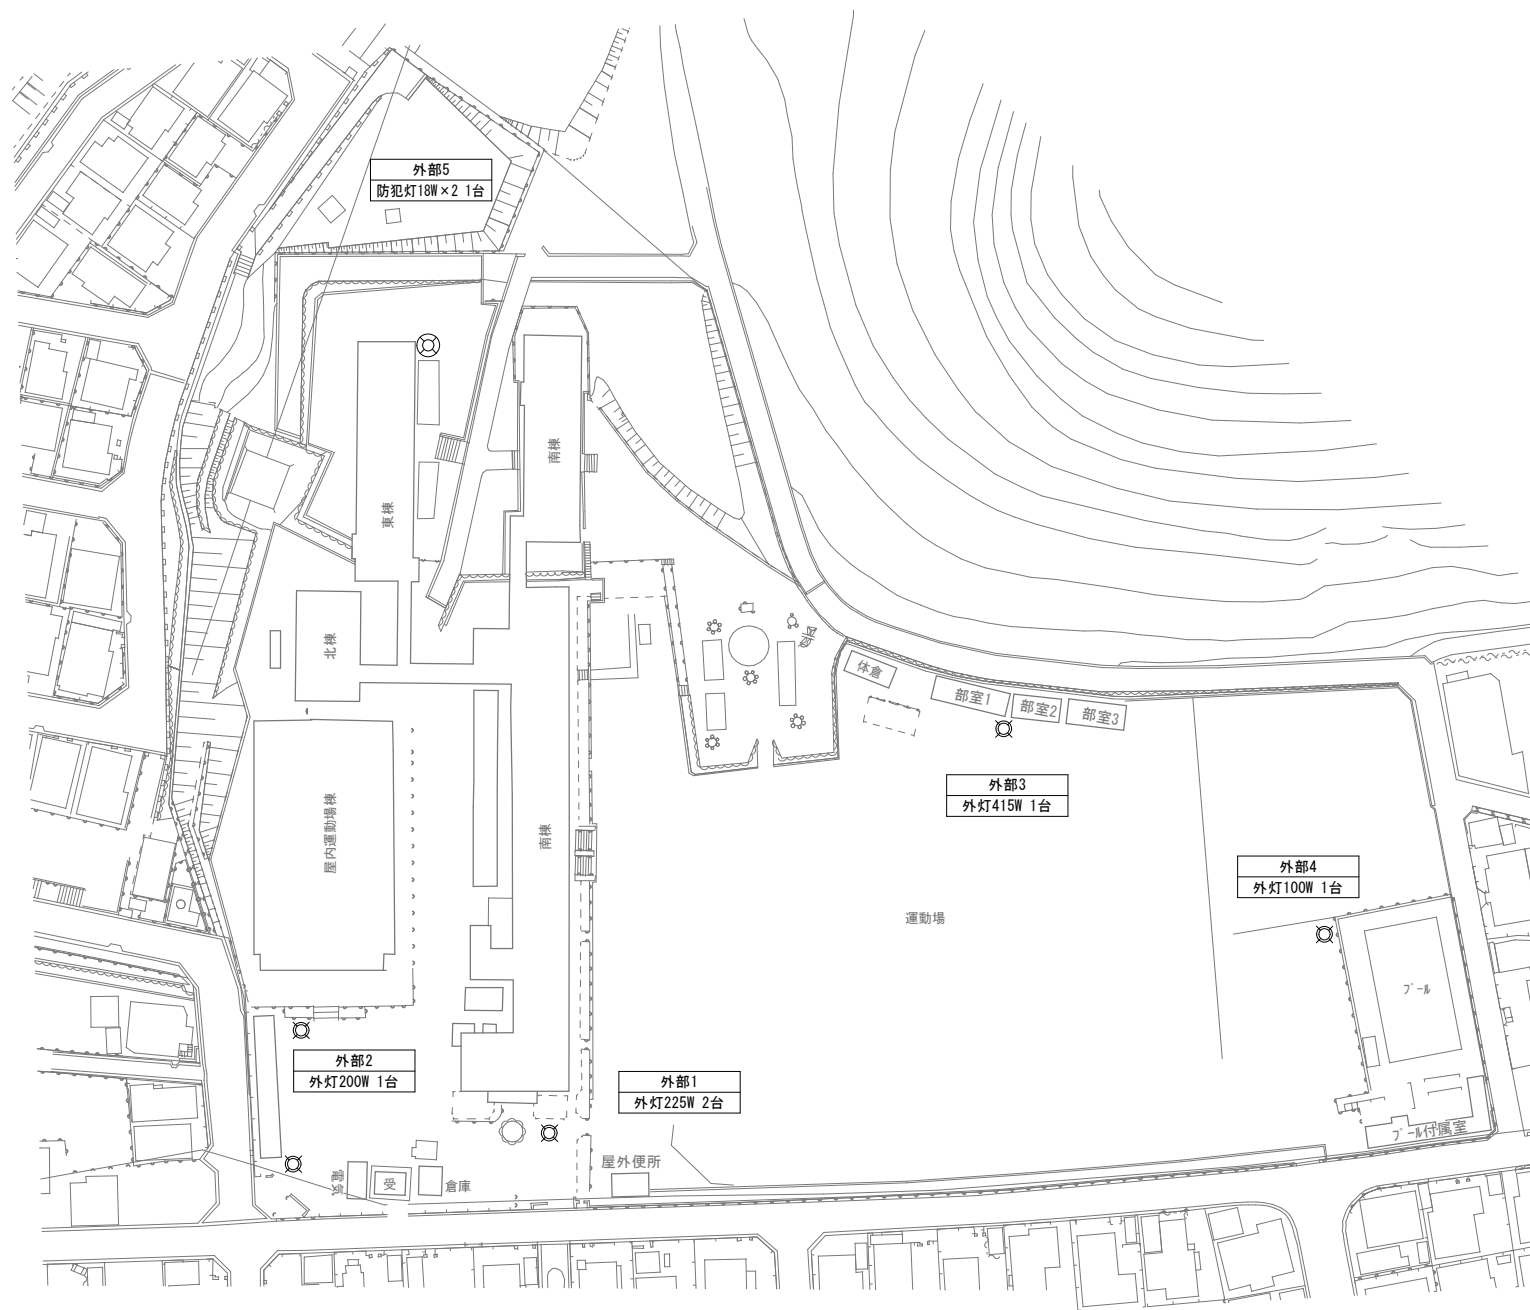 外部5
防犯灯18W×2 1台
南棟
東棟
北棟
体倉
部室1
部室2
部室3
外部3
外灯415W 1台
屋内運動場棟
南棟
外部4
外灯100W 1台
運動場
プール
外部2
外灯200W 1台
外部1
外灯225W 2台
プール付属室
屋外便所
電気
受
倉庫